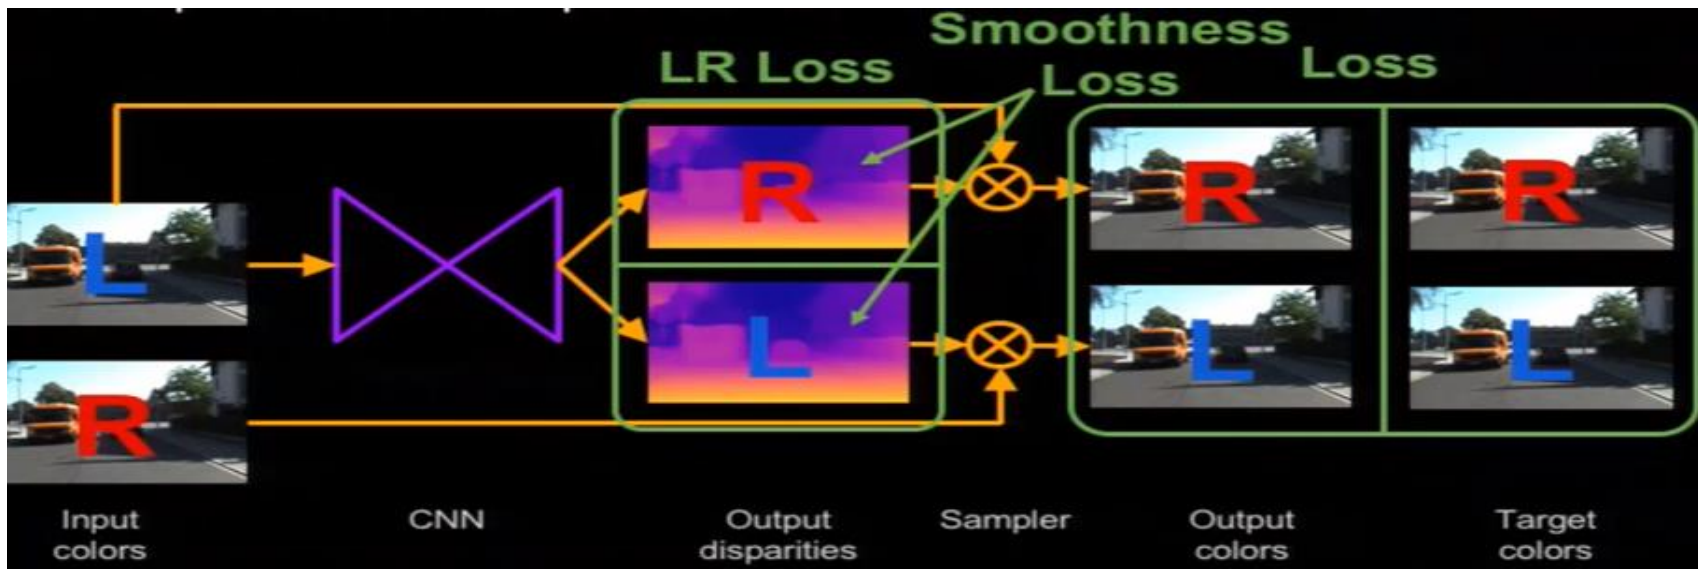 Smoothness
LR Loss
Loss
Loss
R
R
R
L
L
L
L
R
Input
colors
CNN
Output
disparities
Sampler
Output
colors
Target
colors